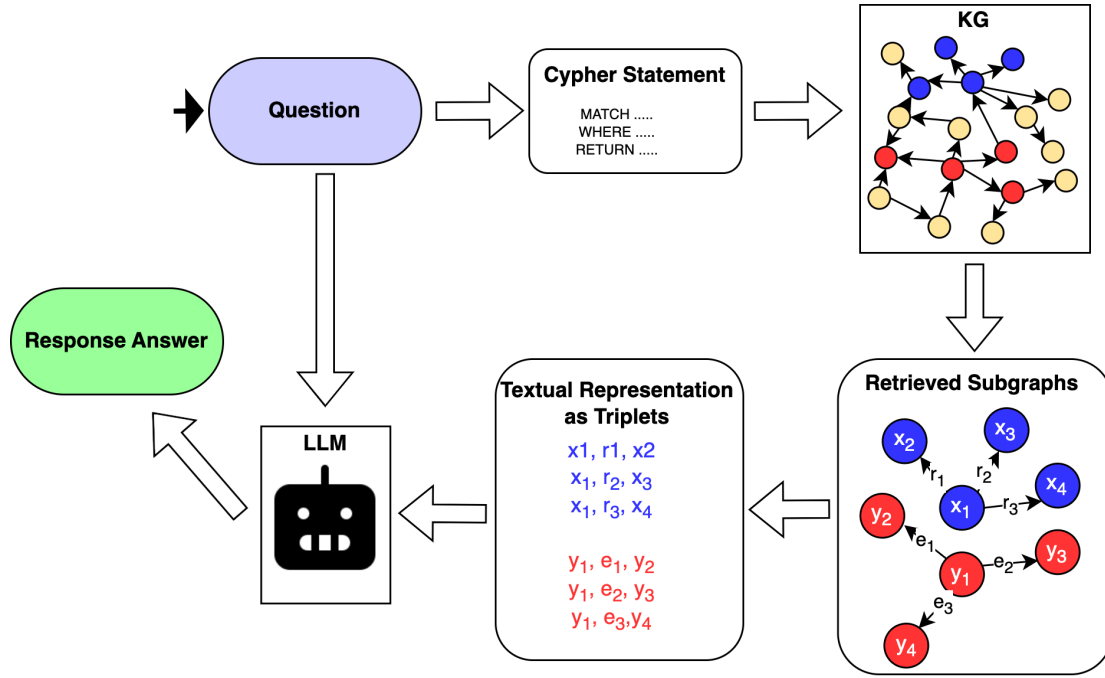 Question
Cypher Statement
MATCH .....
WHERE .....
RETURN .....
KG
Response Answer
LLM
Textual Representation
as Triplets
x1, r1, x2
x₁, r₂, x₃
x₁, r₃, x₄
y₁, e₁, y₂
y₁, e₂, y₃
y₁, e₃,y₄
Retrieved Subgraphs
x₂
x₃
r₁
r₂
x₄
x₁
r₃
y₂
e₁
y₃
e₂
y₁
e₃
y₄